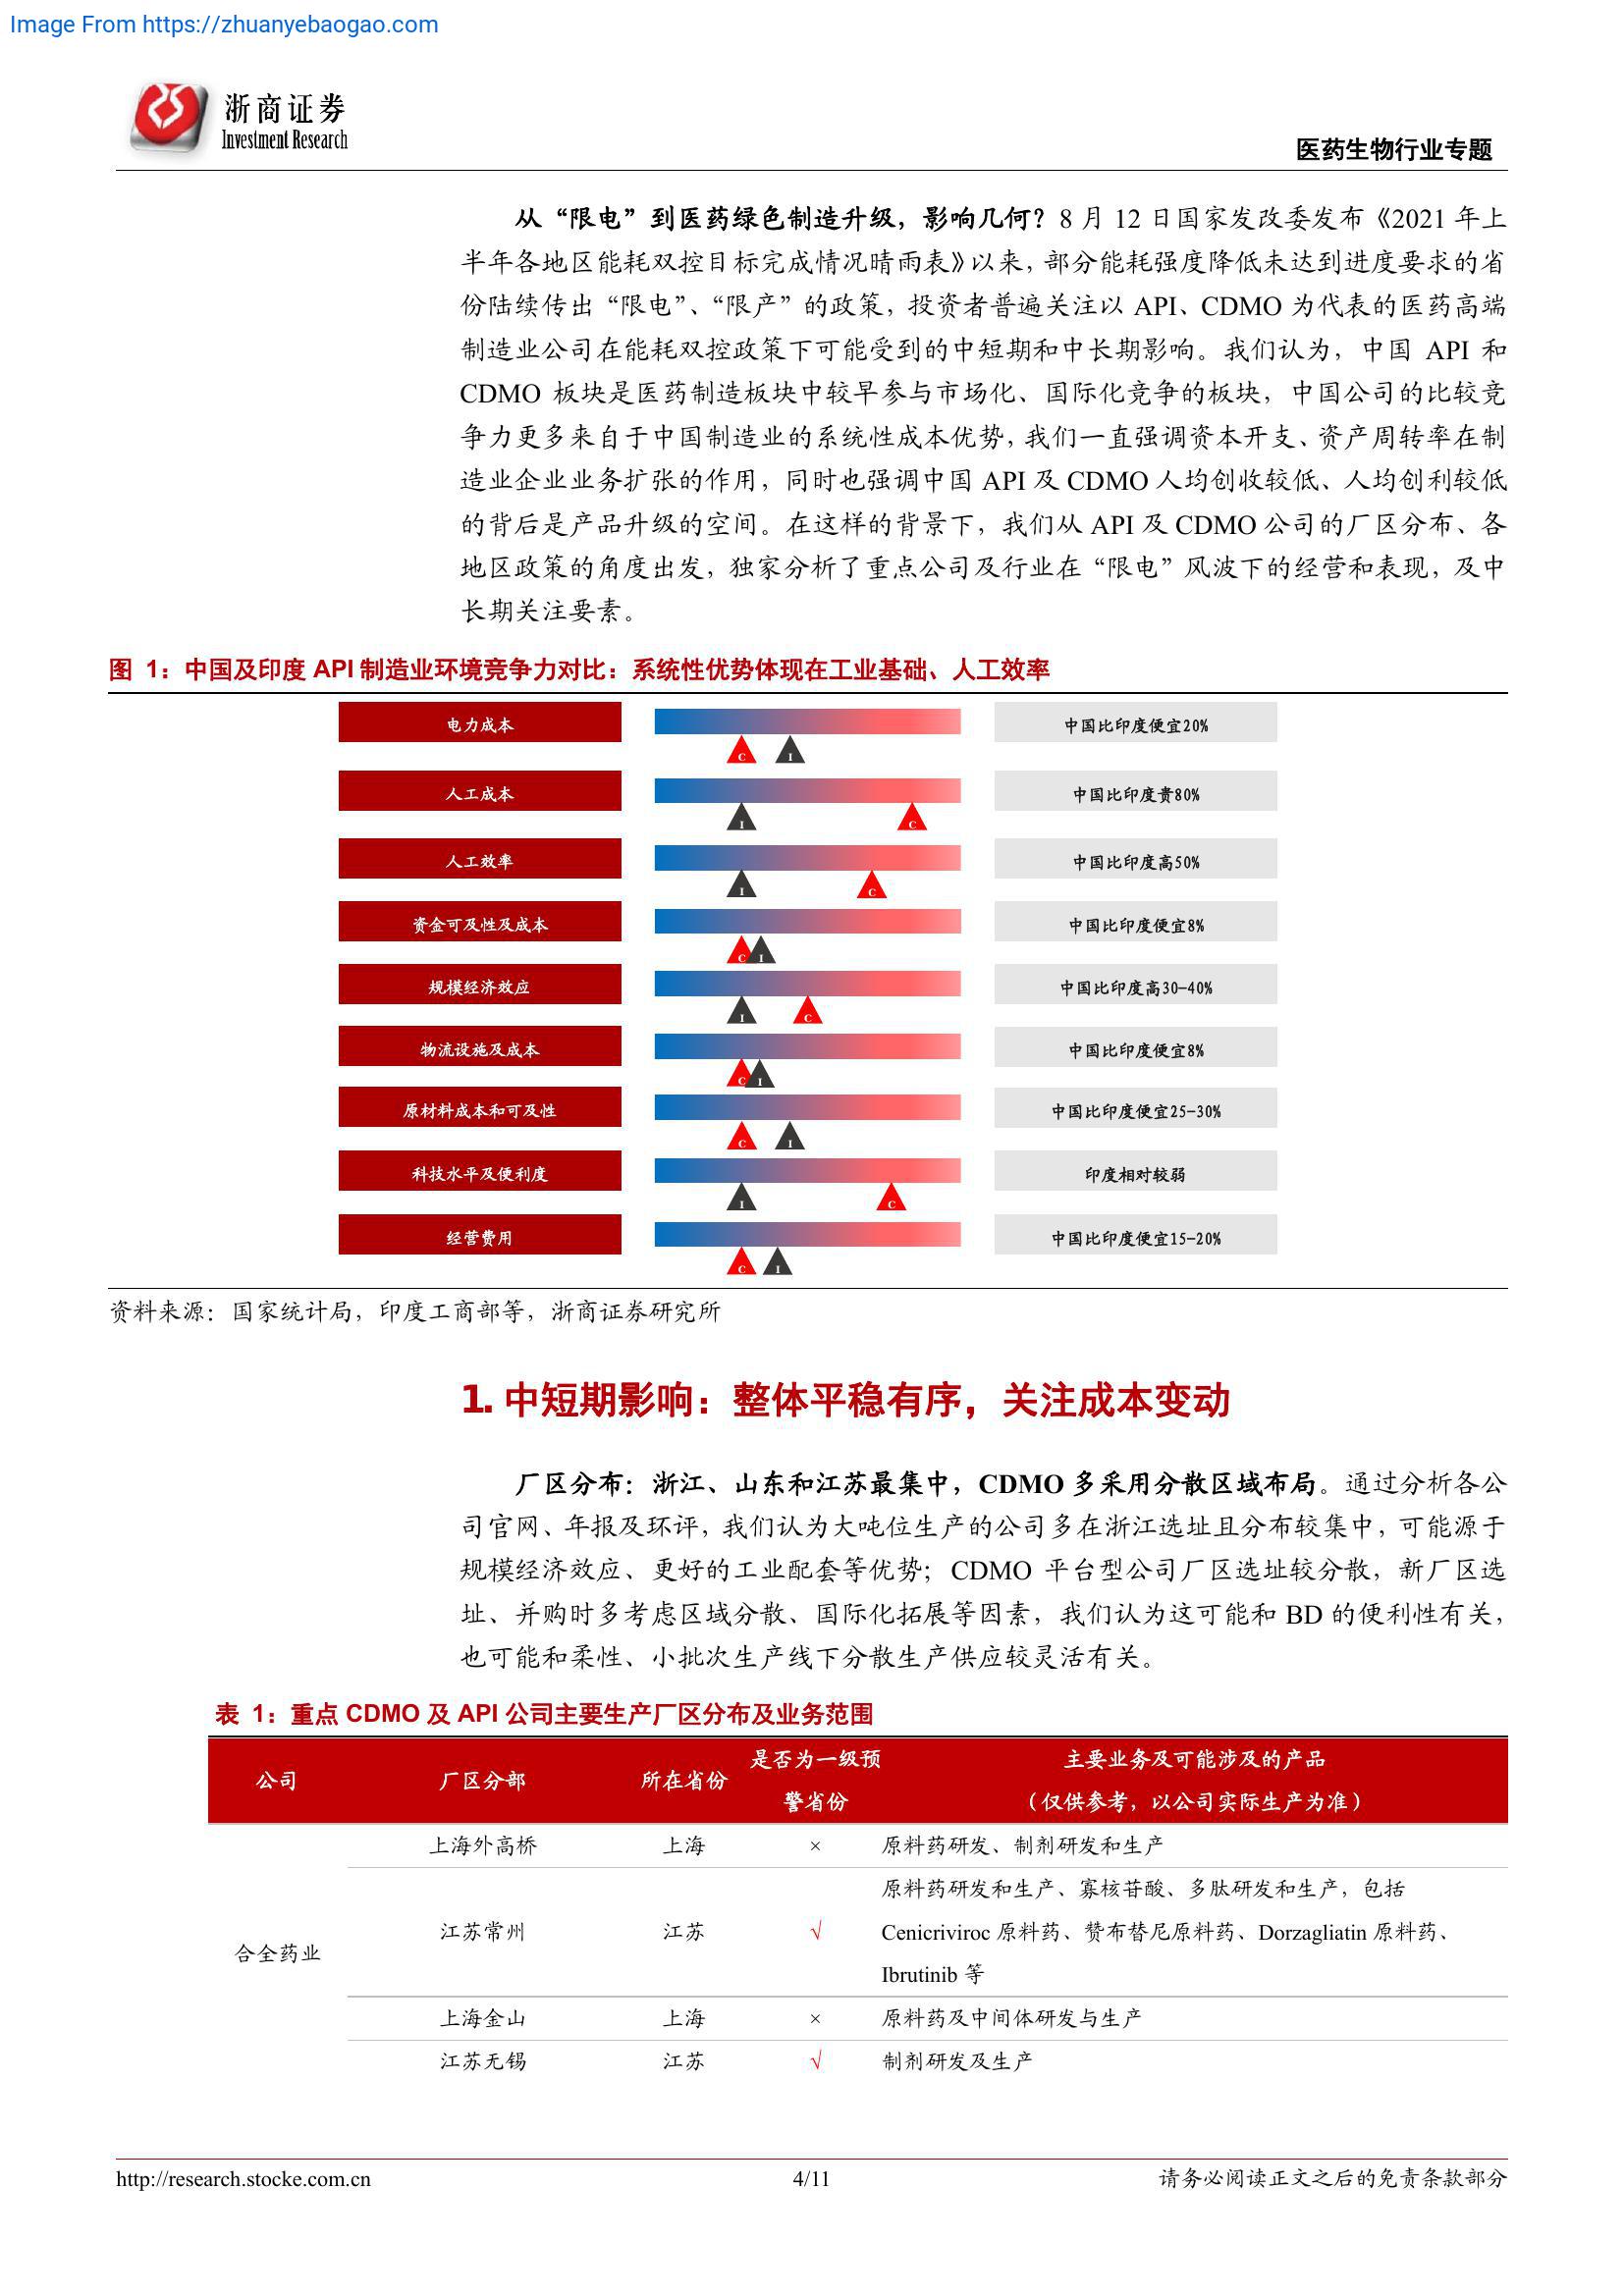 Image From https://zhuanyebaogao.com
浙商证券
Investment Research
医药生物行业专题
从“限电”到医药绿色制造升级，影响几何？8 月 12 日国家发改委发布《2021 年上
半年各地区能耗双控目标完成情况晴雨表》以来，部分能耗强度降低未达到进度要求的省
份陆续传出“限电”、“限产”的政策，投资者普遍关注以 API、CDMO 为代表的医药高端
制造业公司在能耗双控政策下可能受到的中短期和中长期影响。我们认为，中国 API 和
CDMO 板块是医药制造板块中较早参与市场化、国际化竞争的板块，中国公司的比较竞
争力更多来自于中国制造业的系统性成本优势，我们一直强调资本开支、资产周转率在制
造业企业业务扩张的作用，同时也强调中国 API 及 CDMO 人均创收较低、人均创利较低
的背后是产品升级的空间。在这样的背景下，我们从 API 及 CDMO 公司的厂区分布、各
地区政策的角度出发，独家分析了重点公司及行业在“限电”风波下的经营和表现，及中
长期关注要素。
图 1：中国及印度 API 制造业环境竞争力对比：系统性优势体现在工业基础、人工效率
电力成本
C I
中国比印度便宜20%
人工成本
I C
中国比印度贵80%
人工效率
I C
中国比印度高50%
资金可及性及成本
C I
中国比印度便宜8%
规模经济效应
I C
中国比印度高30-40%
物流设施及成本
C I
中国比印度便宜8%
原材料成本和可及性
C I
中国比印度便宜25-30%
科技水平及便利度
I C
印度相对较弱
经营费用
C I
中国比印度便宜15-20%
资料来源：国家统计局，印度工商部等，浙商证券研究所
1. 中短期影响：整体平稳有序，关注成本变动
厂区分布：浙江、山东和江苏最集中，CDMO 多采用分散区域布局。通过分析各公
司官网、年报及环评，我们认为大吨位生产的公司多在浙江选址且分布较集中，可能源于
规模经济效应、更好的工业配套等优势；CDMO 平台型公司厂区选址较分散，新厂区选
址、并购时多考虑区域分散、国际化拓展等因素，我们认为这可能和 BD 的便利性有关，
也可能和柔性、小批次生产线下分散生产供应较灵活有关。
表 1：重点 CDMO 及 API 公司主要生产厂区分布及业务范围
公司 厂区分部 所在省份 是否为一级预警省份 主要业务及可能涉及的产品（仅供参考，以公司实际生产为准）
合全药业
上海外高桥 上海 × 原料药研发、制剂研发和生产
江苏常州 江苏 √ 原料药研发和生产、寡核苷酸、多肽研发和生产，包括
Cenicriviroc 原料药、赞布替尼原料药、Dorzagliatin 原料药、
Ibrutinib 等
上海金山 上海 × 原料药及中间体研发与生产
江苏无锡 江苏 √ 制剂研发及生产
http://research.stocke.com.cn 4/11 请务必阅读正文之后的免责条款部分